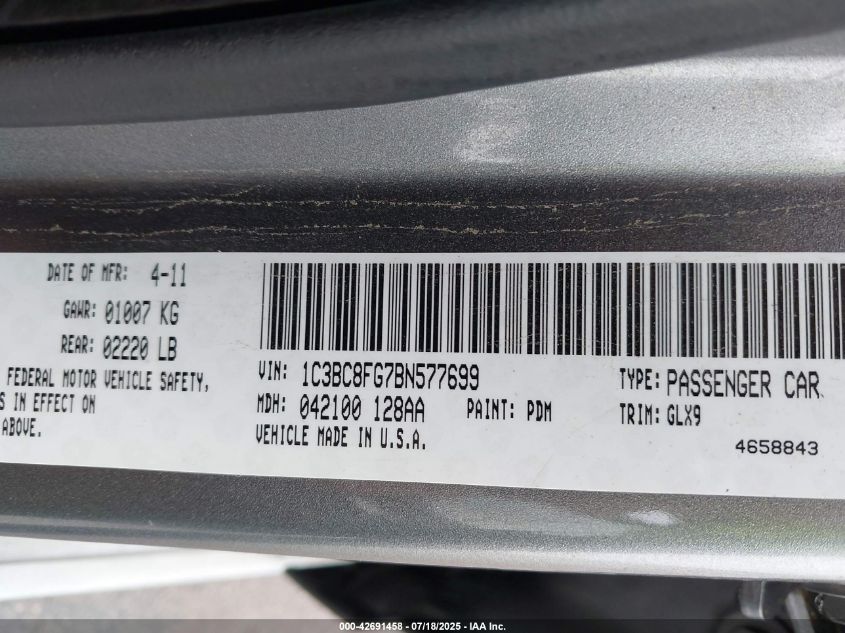 DATE OF MFR: 4-11
GAWR: 01007 KG
REAR: 02220 LB
FEDERAL MOTOR VEHICLE SAFETY,
S IN EFFECT ON
ABOVE.
VIN: 1C3BC8FG7BN577699
MDH: 042100 128AA PAINT: PDM
VEHICLE MADE IN U.S.A.
TYPE: PASSENGER CAR
TRIM: GLX9
4658843
000-42691458 - 07/18/2025 - IAA Inc.